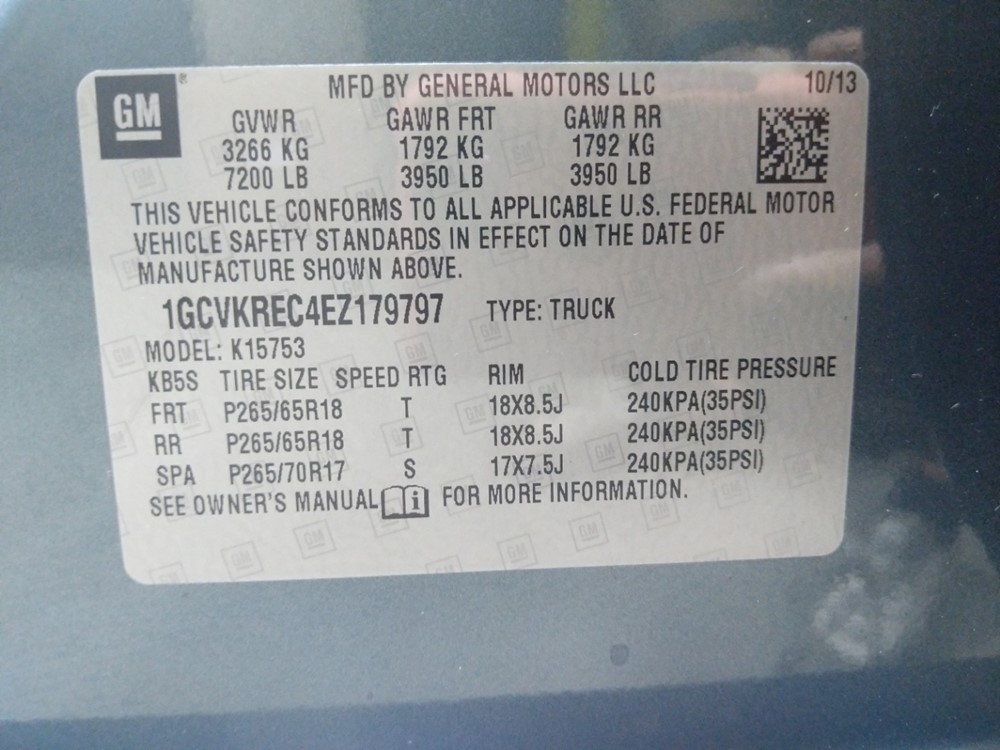 GM ® MFD BY GENERAL MOTORS LLC 10/13
GVWR GAWR FRT GAWR RR
3266 KG 1792 KG 1792 KG
7200 LB 3950 LB 3950 LB
THIS VEHICLE CONFORMS TO ALL APPLICABLE U.S. FEDERAL MOTOR
VEHICLE SAFETY STANDARDS IN EFFECT ON THE DATE OF
MANUFACTURE SHOWN ABOVE.
1GCVKREC4EZ179797 TYPE: TRUCK
MODEL: K15753
KB5S TIRE SIZE SPEED RTG RIM COLD TIRE PRESSURE
FRT P265/65R18 T 18X8.5J 240KPA(35PSI)
RR P265/65R18 T 18X8.5J 240KPA(35PSI)
SPA P265/70R17 S 17X7.5J 240KPA(35PSI)
SEE OWNER'S MANUAL i FOR MORE INFORMATION.